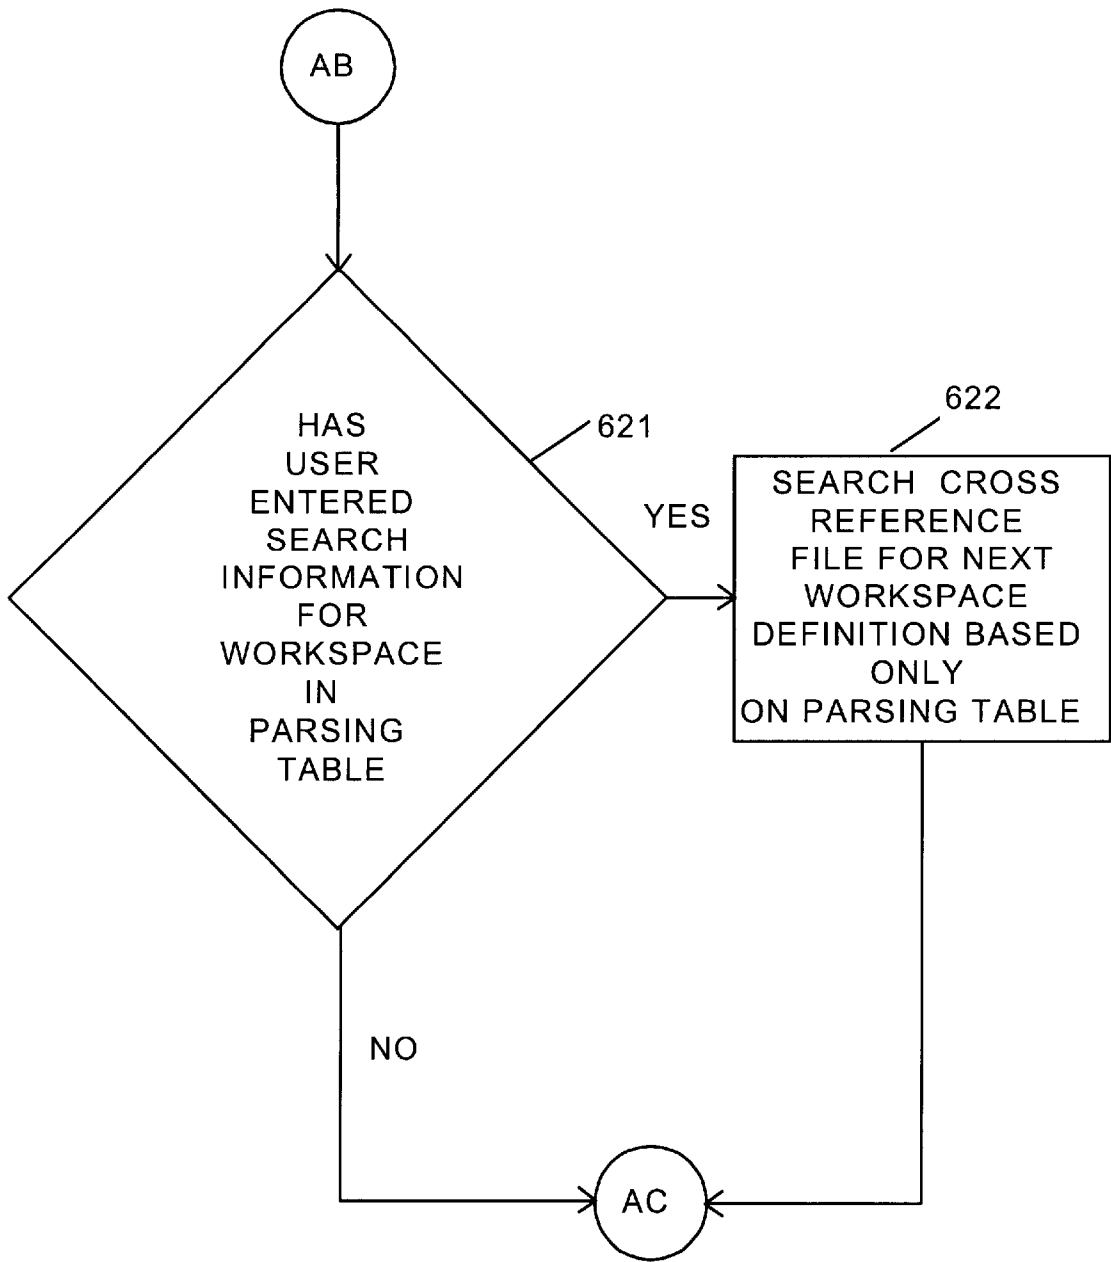 AB
HAS
USER
ENTERED
SEARCH
INFORMATION
FOR
WORKSPACE
IN
PARSING
TABLE
621
YES
622
SEARCH CROSS
REFERENCE
FILE FOR NEXT
WORKSPACE
DEFINITION BASED
ONLY
ON PARSING TABLE
NO
AC